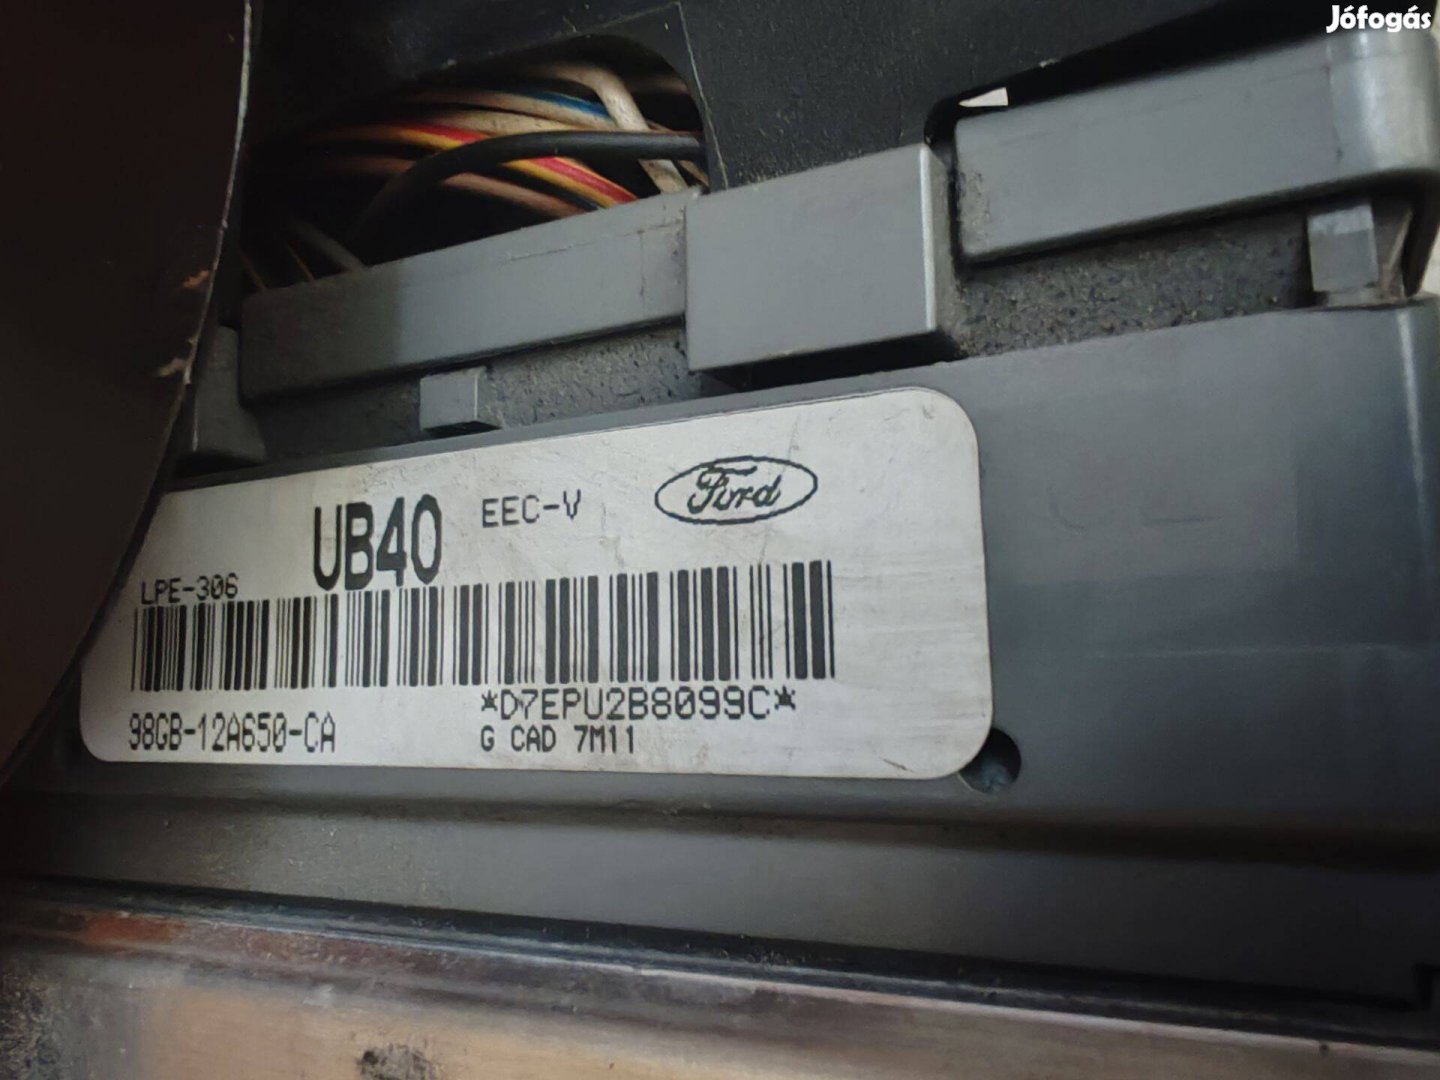 Jófogás
UB40 EEC-V Ford
LPE-306
*D7EPU2B8099C*
98GB-12A650-CA G CAD 7M11